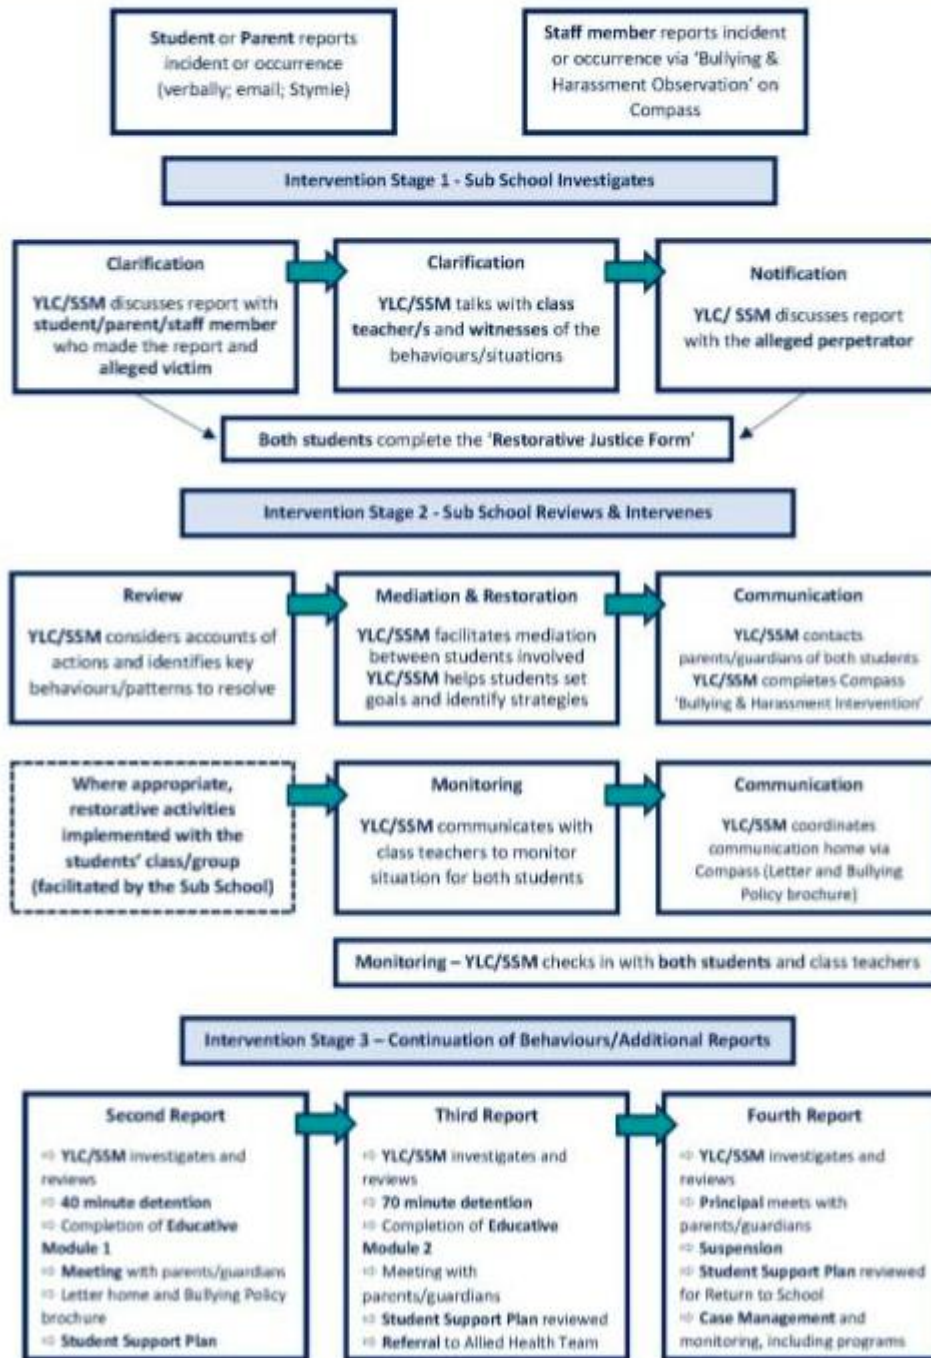 Student or Parent reports
incident or occurrence
(verbally; email; Stymie)
Staff member reports incident
or occurrence via ‘Bullying &
Harassment Observation’ on
Compass
Intervention Stage 1 - Sub School Investigates
Clarification
YLC/SSM discusses report with
student/parent/staff member
who made the report and
alleged victim
Clarification
YLC/SSM talks with class
teacher/s and witnesses of the
behaviours/situations
Notification
YLC/ SSM discusses report
with the alleged perpetrator
Both students complete the ‘Restorative Justice Form’
Intervention Stage 2 - Sub School Reviews & Intervenes
Review
YLC/SSM considers accounts of
actions and identifies key
behaviours/patterns to resolve
Mediation & Restoration
YLC/SSM facilitates mediation
between students involved
YLC/SSM helps students set
goals and identify strategies
Communication
YLC/SSM contacts
parents/guardians of both students
YLC/SSM completes Compass
‘Bullying & Harassment Intervention’
Where appropriate,
restorative activities
implemented with the
students’ class/group
(facilitated by the Sub School)
Monitoring
YLC/SSM communicates with
class teachers to monitor
situation for both students
Communication
YLC/SSM coordinates
communication home via
Compass (Letter and Bullying
Policy brochure)
Monitoring – YLC/SSM checks in with both students and class teachers
Intervention Stage 3 – Continuation of Behaviours/Additional Reports
Second Report
⇨ YLC/SSM investigates and
reviews
⇨ 40 minute detention
⇨ Completion of Educative
Module 1
⇨ Meeting with parents/guardians
⇨ Letter home and Bullying Policy
brochure
⇨ Student Support Plan
Third Report
⇨ YLC/SSM investigates and
reviews
⇨ 70 minute detention
⇨ Completion of Educative
Module 2
⇨ Meeting with
parents/guardians
⇨ Student Support Plan reviewed
⇨ Referral to Allied Health Team
Fourth Report
⇨ YLC/SSM investigates and
reviews
⇨ Principal meets with
parents/guardians
⇨ Suspension
⇨ Student Support Plan reviewed
for Return to School
⇨ Case Management and
monitoring, including programs